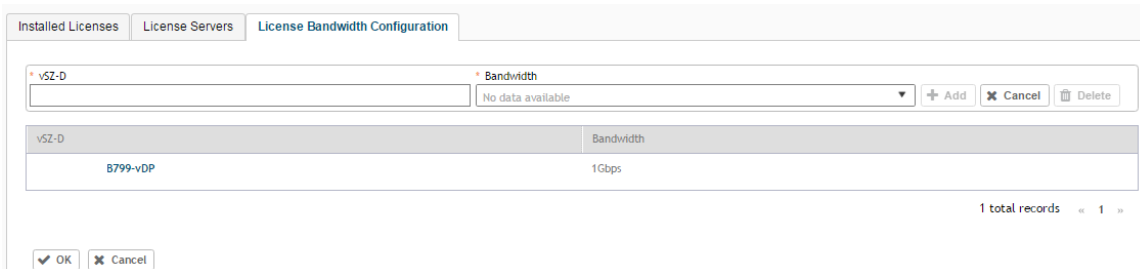 Installed Licenses License Servers License Bandwidth Configuration
* vSZ-D * Bandwidth
No data available + Add Cancel Delete
vSZ-D Bandwidth
B799-vDP 1Gbps
1 total records « 1 »
OK Cancel